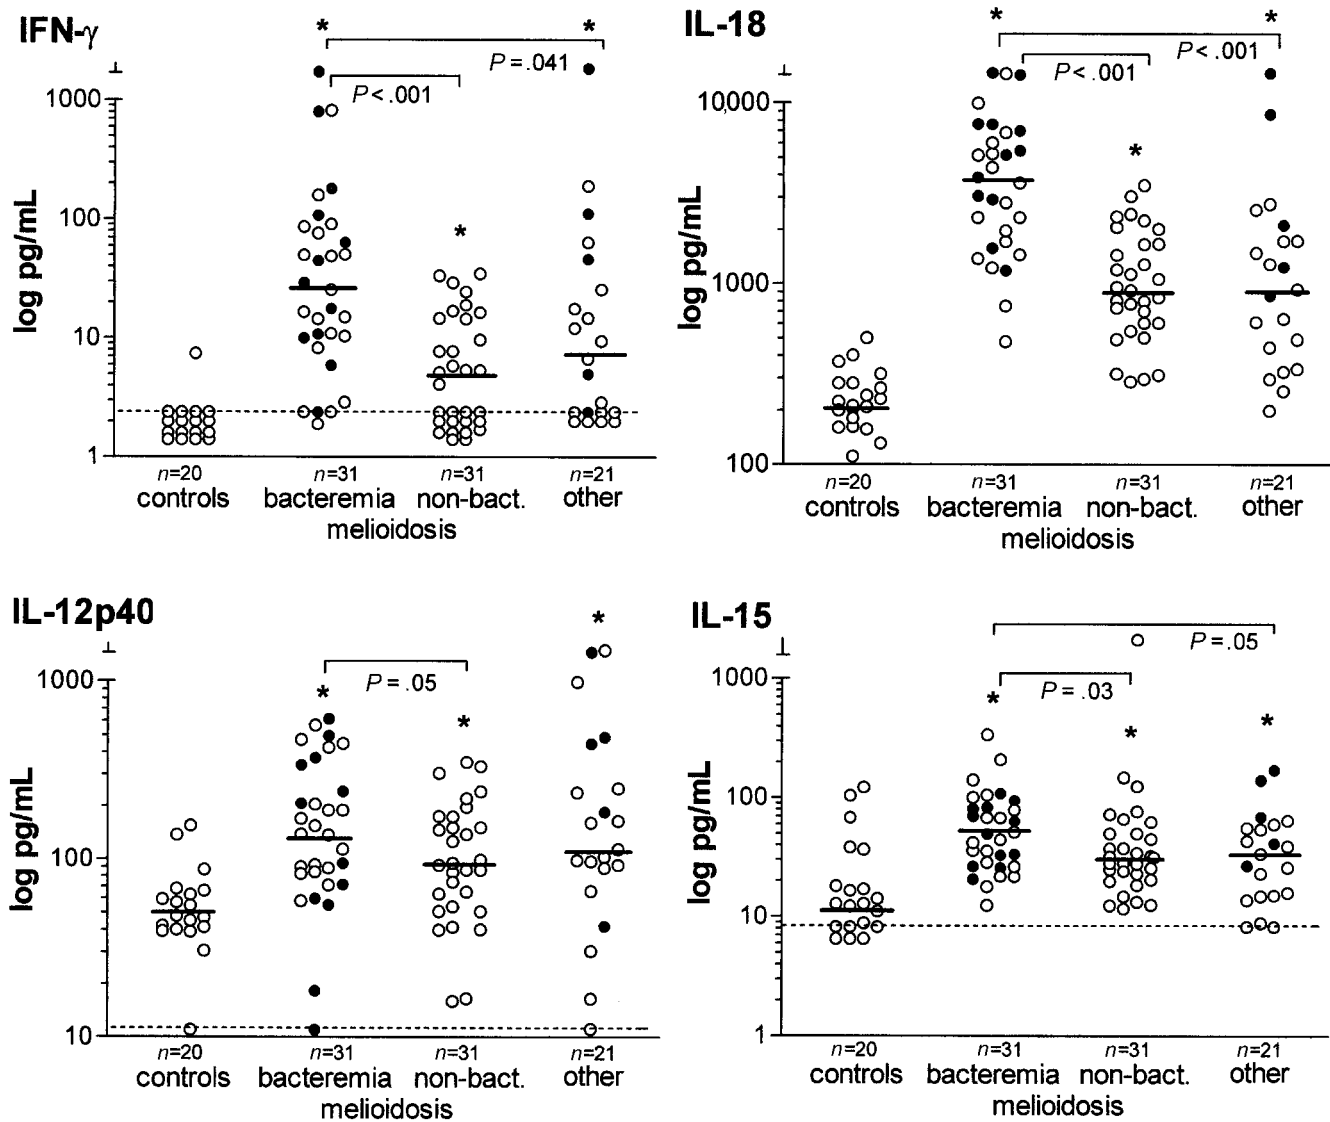 IFN-γ
*
*
P = .041
P < .001
1000
100
10
1
log pg/mL
*
n=20
n=31
n=31
n=21
controls
bacteremia
non-bact.
other
melioidosis
IL-18
*
*
P < .001
P < .001
10,000
1000
100
log pg/mL
*
n=20
n=31
n=31
n=21
controls
bacteremia
non-bact.
other
melioidosis
IL-12p40
*
P = .05
*
*
1000
100
10
log pg/mL
n=20
n=31
n=31
n=21
controls
bacteremia
non-bact.
other
melioidosis
IL-15
P = .05
P = .03
*
*
*
1000
100
10
1
log pg/mL
n=20
n=31
n=31
n=21
controls
bacteremia
non-bact.
other
melioidosis